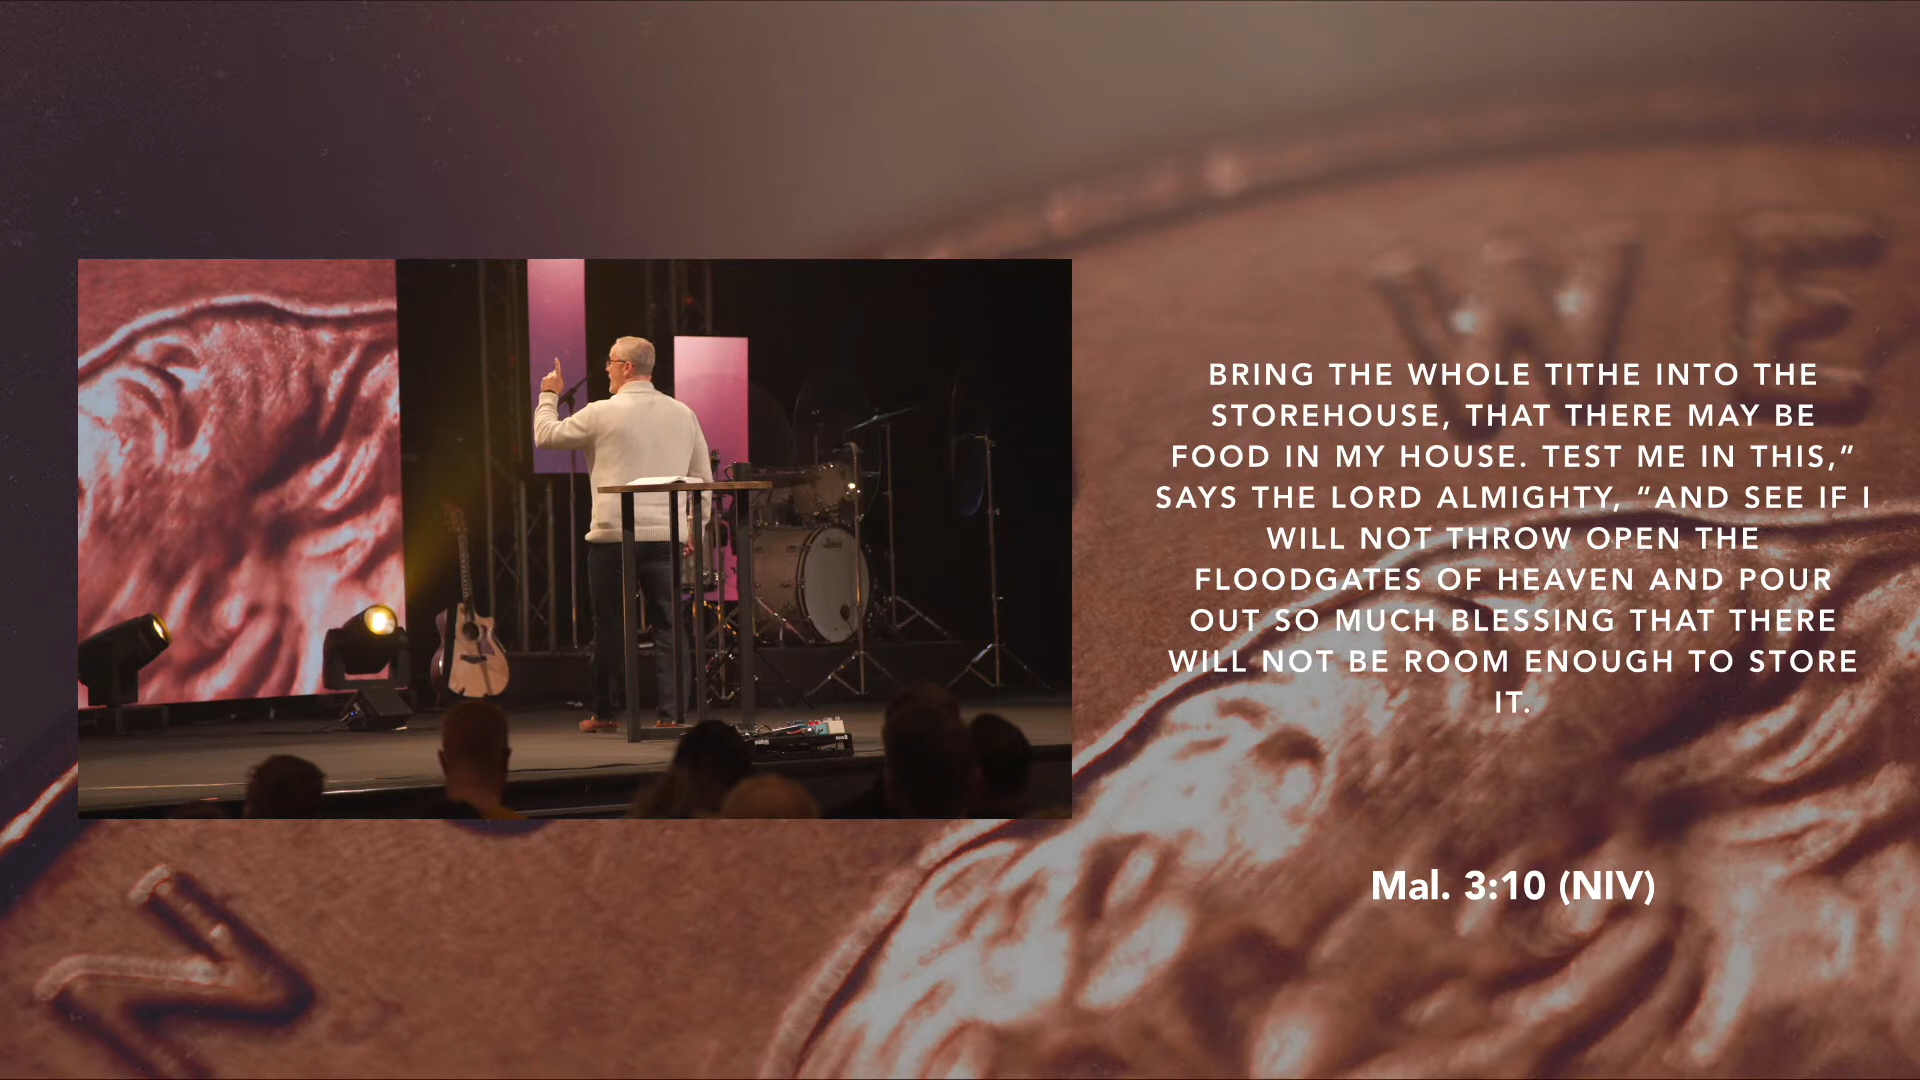 WE
BRING THE WHOLE TITHE INTO THE
STOREHOUSE, THAT THERE MAY BE
FOOD IN MY HOUSE. TEST ME IN THIS,”
SAYS THE LORD ALMIGHTY, “AND SEE IF I
WILL NOT THROW OPEN THE
FLOODGATES OF HEAVEN AND POUR
OUT SO MUCH BLESSING THAT THERE
WILL NOT BE ROOM ENOUGH TO STORE
IT.
Mal. 3:10 (NIV)